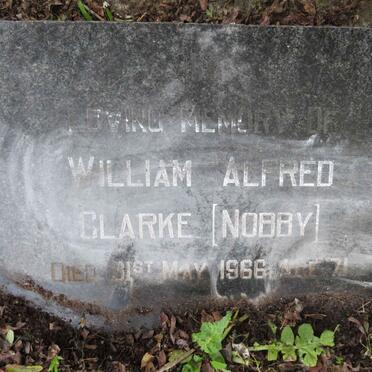 LOVING MEMORY OF
WILLIAM ALFRED
CLARKE [NOBBY]
DIED 31ST MAY 1966